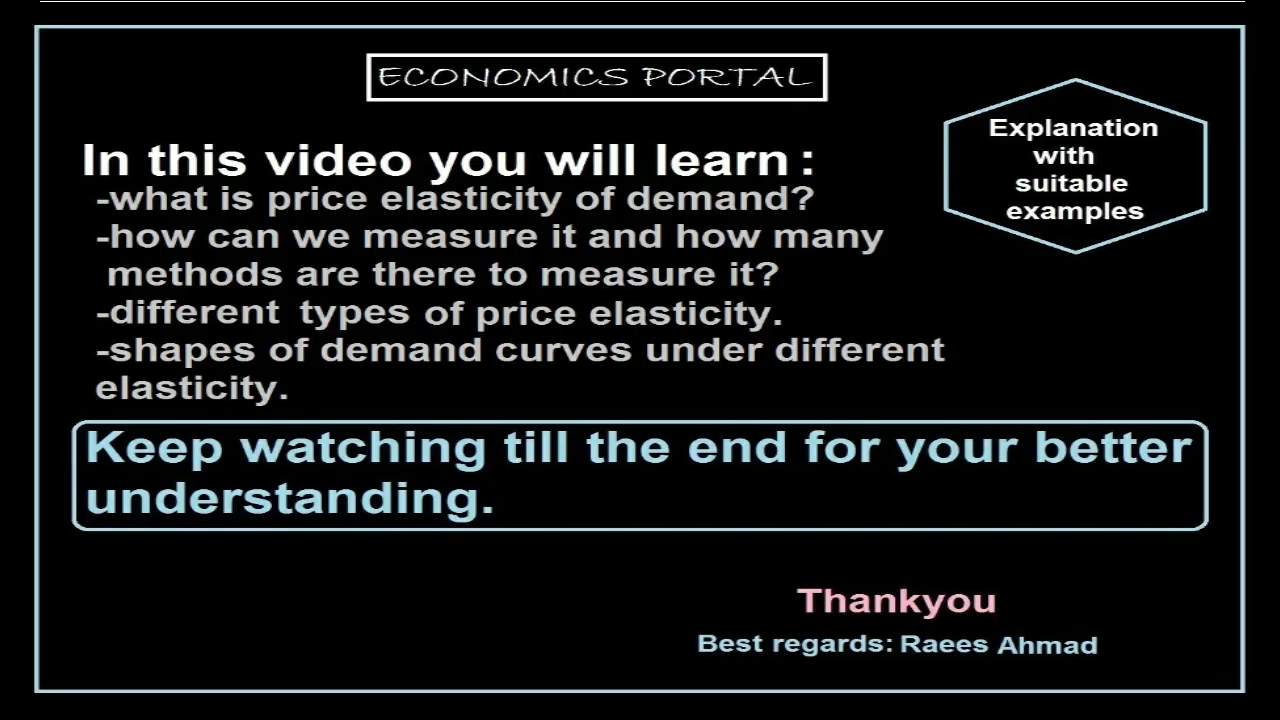 ECONOMICS PORTAL
Explanation
with
suitable
examples
In this video you will learn :
-what is price elasticity of demand?
-how can we measure it and how many
methods are there to measure it?
-different types of price elasticity.
-shapes of demand curves under different
elasticity.
Keep watching till the end for your better
understanding.
Thankyou
Best regards: Raees Ahmad